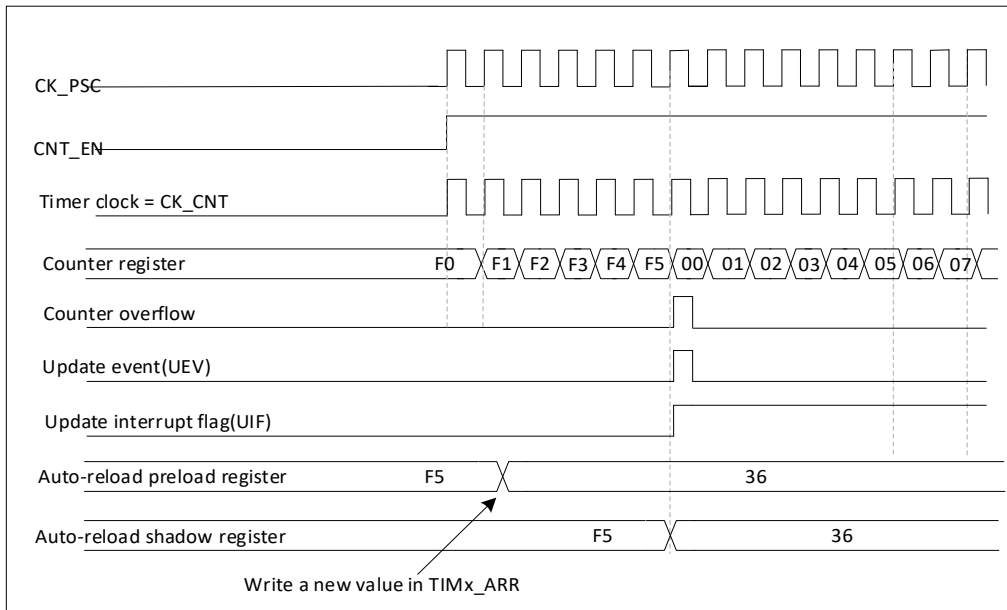 CK_PSC
CNT_EN
Timer clock = CK_CNT
Counter register F0 F1 F2 F3 F4 F5 00 01 02 03 04 05 06 07
Counter overflow
Update event(UEV)
Update interrupt flag(UIF)
Auto-reload preload register F5 36
Auto-reload shadow register F5 36
Write a new value in TIMx_ARR